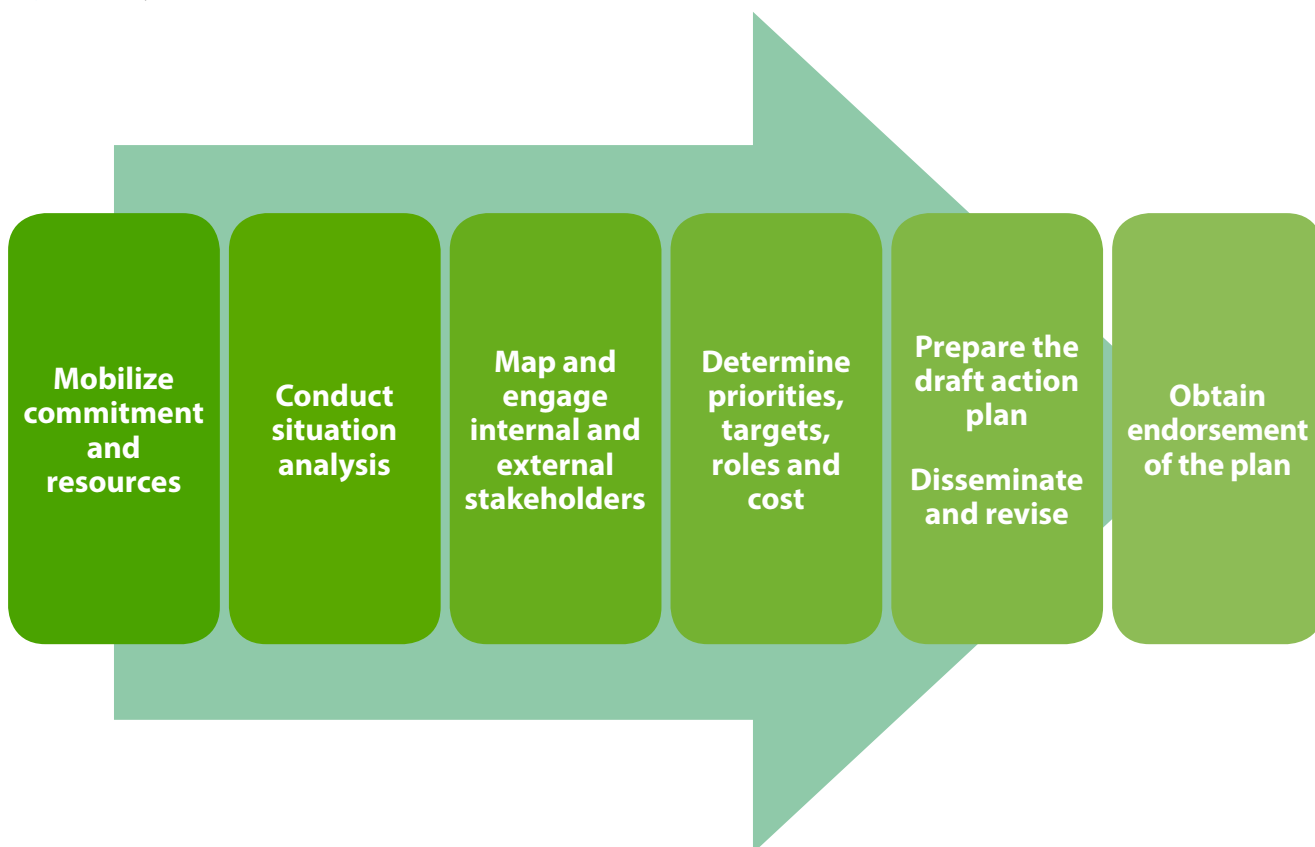 Mobilize
commitment
and
resources
Conduct
situation
analysis
Map and
engage
internal and
external
stakeholders
Determine
priorities,
targets,
roles and
cost
Prepare the
draft action
plan
Disseminate
and revise
Obtain
endorsement
of the plan